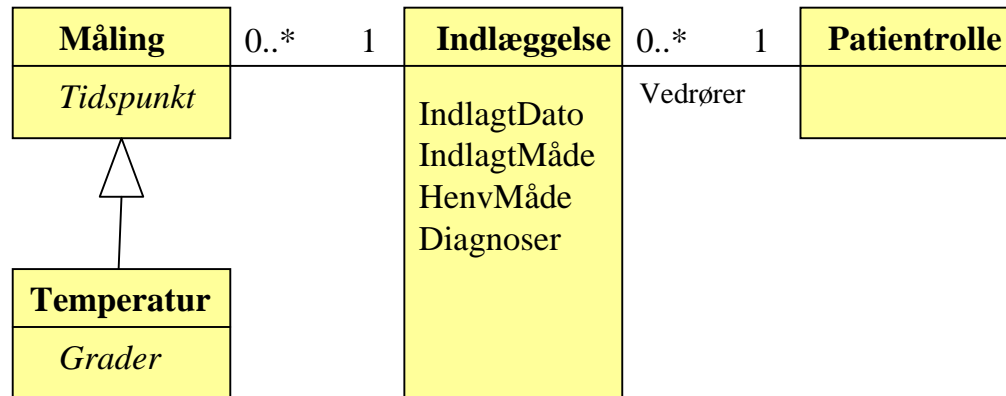 Måling
0..* 1
Indlæggelse
0..* 1
Patientrolle
Tidspunkt
Vedrører
IndlagtDato
IndlagtMåde
HenvMåde
Diagnoser
Temperatur
Grader